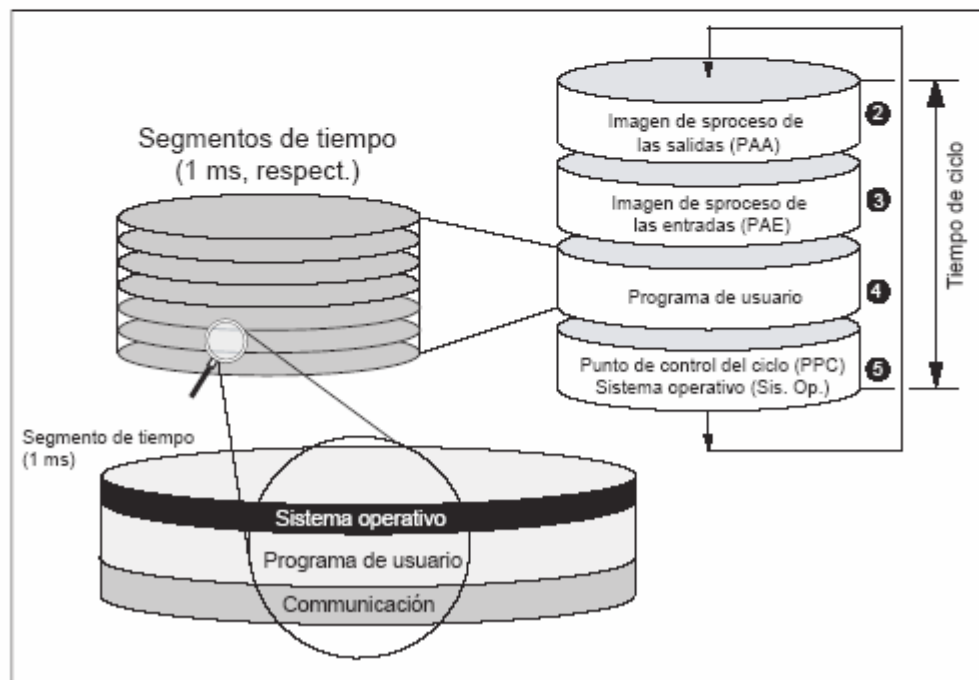 Segmentos de tiempo
(1 ms, respect.)
Imagen de sproceso de
las salidas (PAA)
2
Imagen de sproceso de
las entradas (PAE)
3
Programa de usuario
4
Punto de control del ciclo (PPC)
Sistema operativo (Sis. Op.)
5
Tiempo de ciclo
Segmento de tiempo
(1 ms)
Sistema operativo
Programa de usuario
Communicación